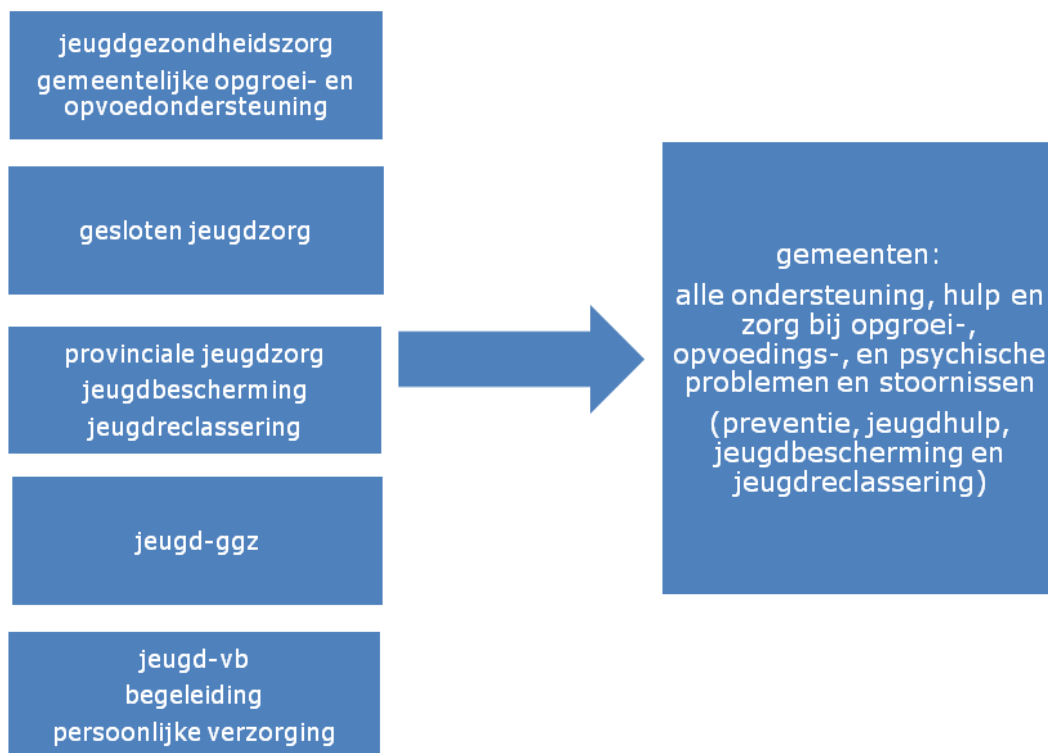 jeugdgezondheidszorg
gemeentelijke opgroei- en
opvoedondersteuning
gesloten jeugdzorg
provinciale jeugdzorg
jeugdbescherming
jeugdreclassering
jeugd-ggz
jeugd-vb
begeleiding
persoonlijke verzorging
gemeenten:
alle ondersteuning, hulp en
zorg bij opgroei-,
opvoedings-, en psychische
problemen en stoornissen
(preventie, jeugdhulp,
jeugdbescherming en
jeugdreclassering)